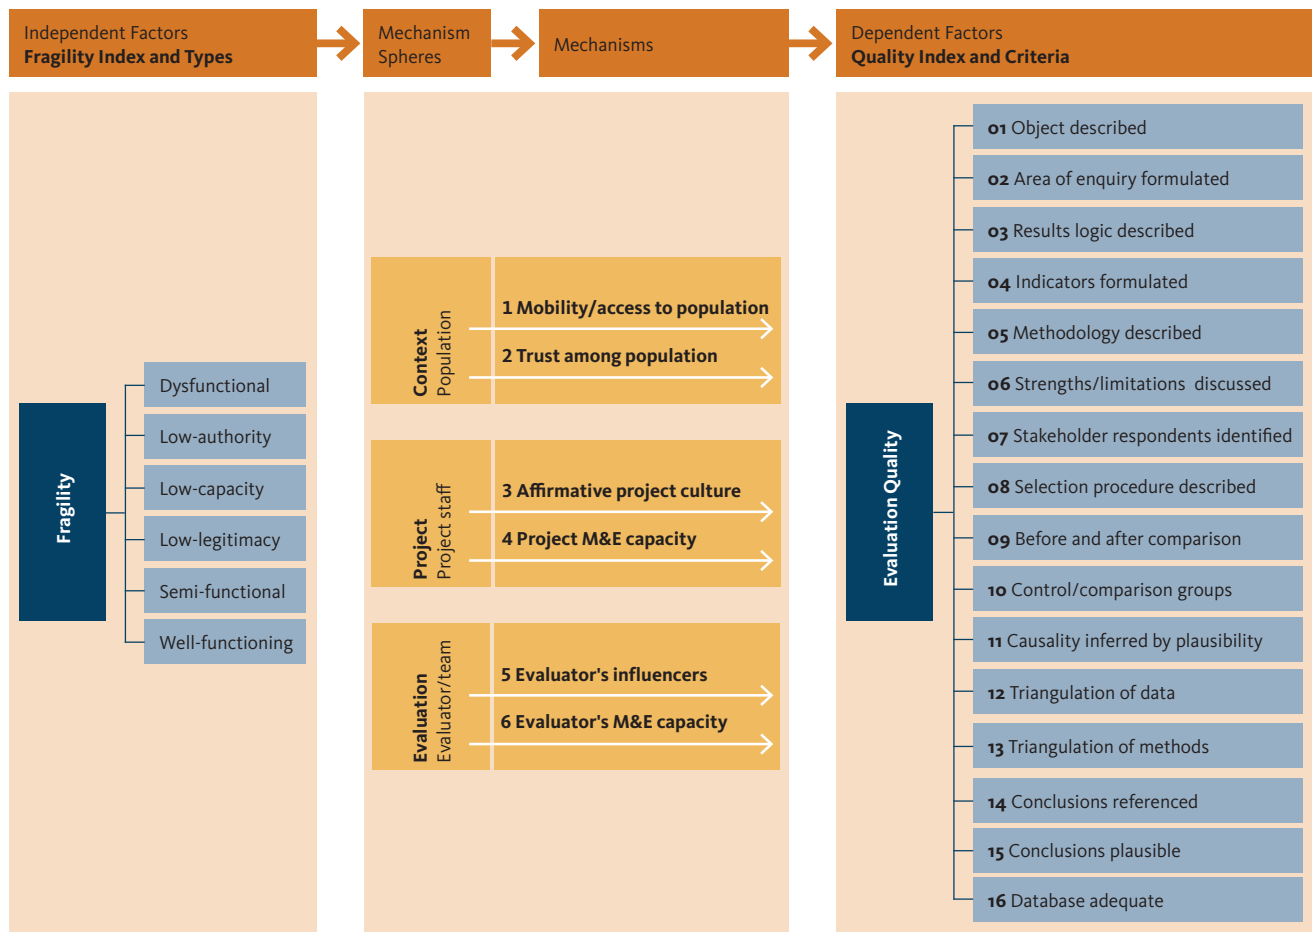 Independent Factors
Fragility Index and Types
Mechanism
Spheres
Mechanisms
Dependent Factors
Quality Index and Criteria
Fragility
Dysfunctional
Low-authority
Low-capacity
Low-legitimacy
Semi-functional
Well-functioning
Context
Population
1 Mobility/access to population
2 Trust among population
Project
Project staff
3 Affirmative project culture
4 Project M&E capacity
Evaluation
Evaluator/team
5 Evaluator's influencers
6 Evaluator's M&E capacity
Evaluation Quality
01 Object described
02 Area of enquiry formulated
03 Results logic described
04 Indicators formulated
05 Methodology described
06 Strengths/limitations discussed
07 Stakeholder respondents identified
08 Selection procedure described
09 Before and after comparison
10 Control/comparison groups
11 Causality inferred by plausibility
12 Triangulation of data
13 Triangulation of methods
14 Conclusions referenced
15 Conclusions plausible
16 Database adequate